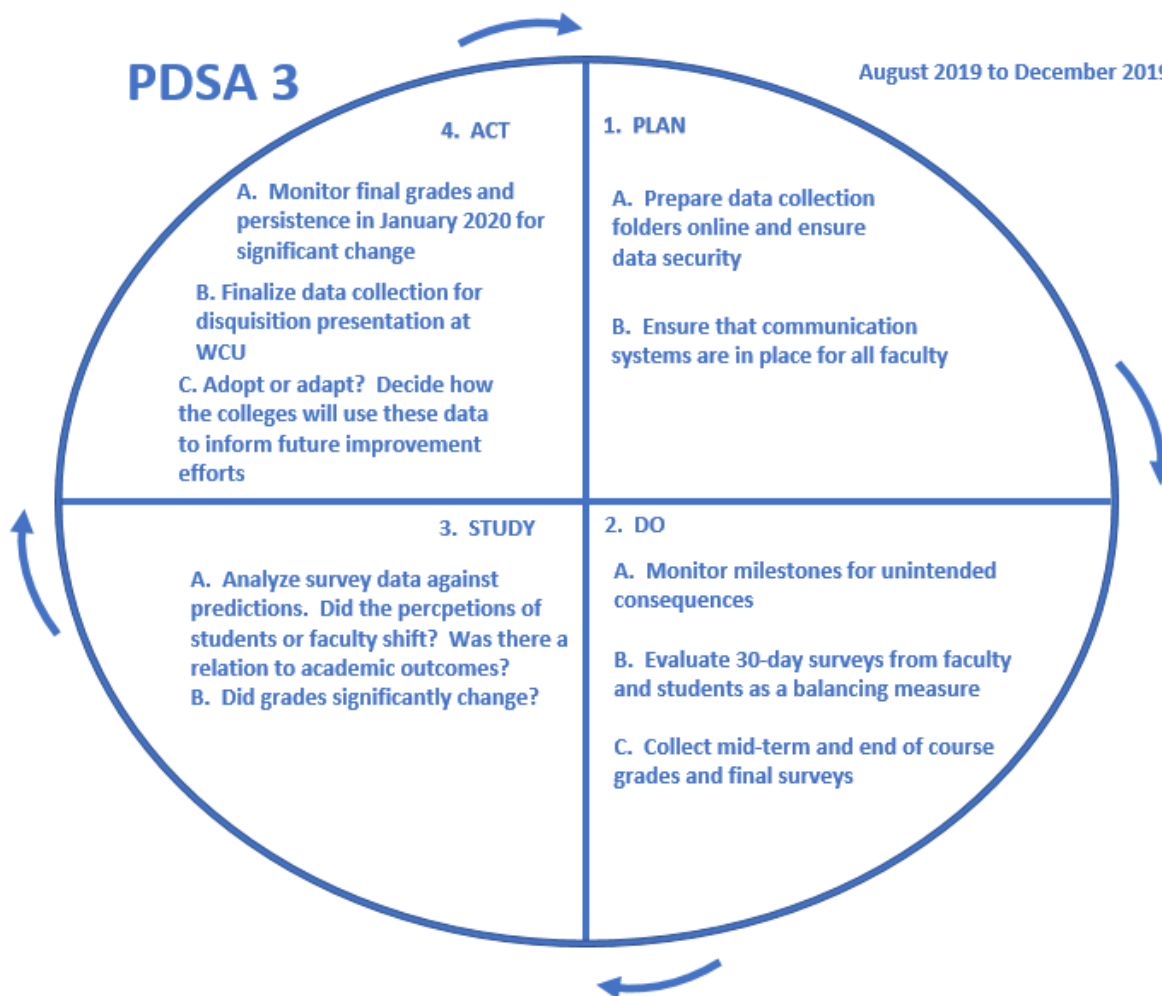 PDSA 3
August 2019 to December 2019
4. ACT
A. Monitor final grades and
persistence in January 2020 for
significant change
B. Finalize data collection for
disquisition presentation at
WCU
C. Adopt or adapt? Decide how
the colleges will use these data
to inform future improvement
efforts
1. PLAN
A. Prepare data collection
folders online and ensure
data security
B. Ensure that communication
systems are in place for all faculty
3. STUDY
A. Analyze survey data against
predictions. Did the percpetions of
students or faculty shift? Was there a
relation to academic outcomes?
B. Did grades significantly change?
2. DO
A. Monitor milestones for unintended
consequences
B. Evaluate 30-day surveys from faculty
and students as a balancing measure
C. Collect mid-term and end of course
grades and final surveys